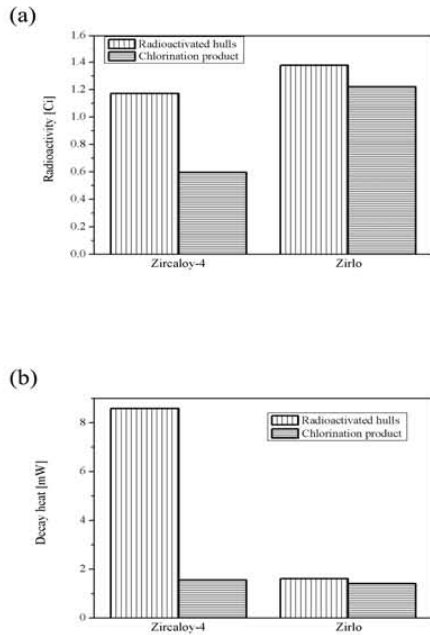 (a)
1.6
1.4
1.2
1.0
0.8
0.6
0.4
0.2
0.0
Radioactivity [Ci]
Radioactivated hulls
Chlorination product
Zircaloy-4 Zirlo
(b)
8
6
4
2
0
Decay heat [mW]
Radioactivated hulls
Chlorination product
Zircaloy-4 Zirlo